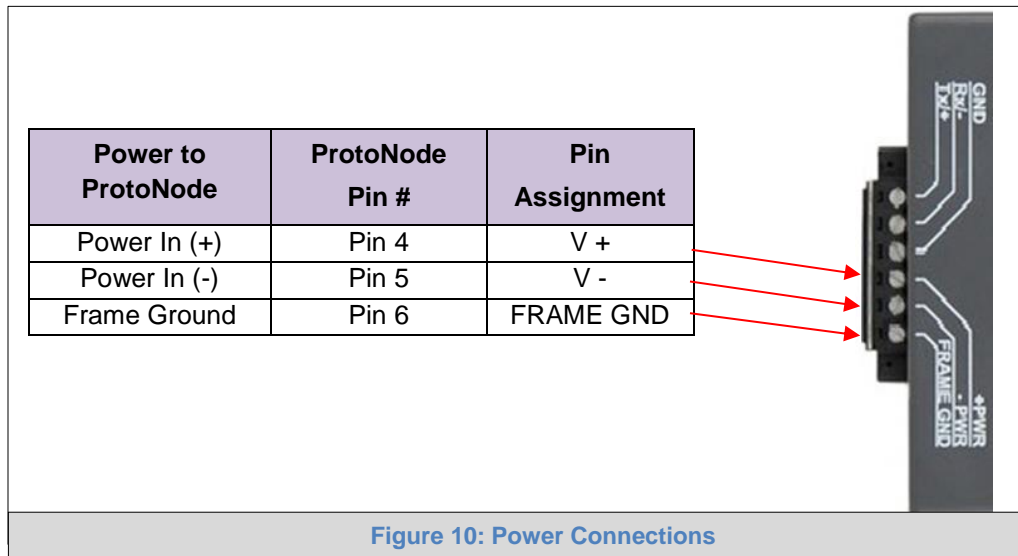 Power to ProtoNode
ProtoNode Pin #
Pin Assignment
Power In (+)
Pin 4
V +
Power In (-)
Pin 5
V -
Frame Ground
Pin 6
FRAME GND
Tx/+
Rx/-
GND
+PWR
- PWR
FRAME GND
Figure 10: Power Connections